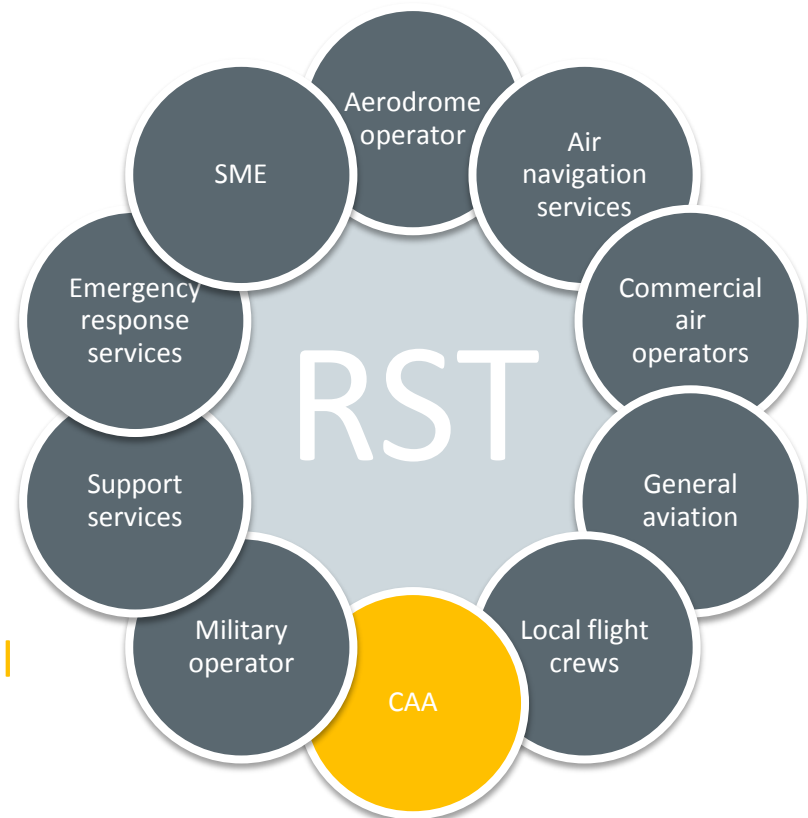 Aerodrome
operator
Air
navigation
services
Commercial
air
operators
General
aviation
Local flight
crews
CAA
Military
operator
Support
services
Emergency
response
services
SME
RST